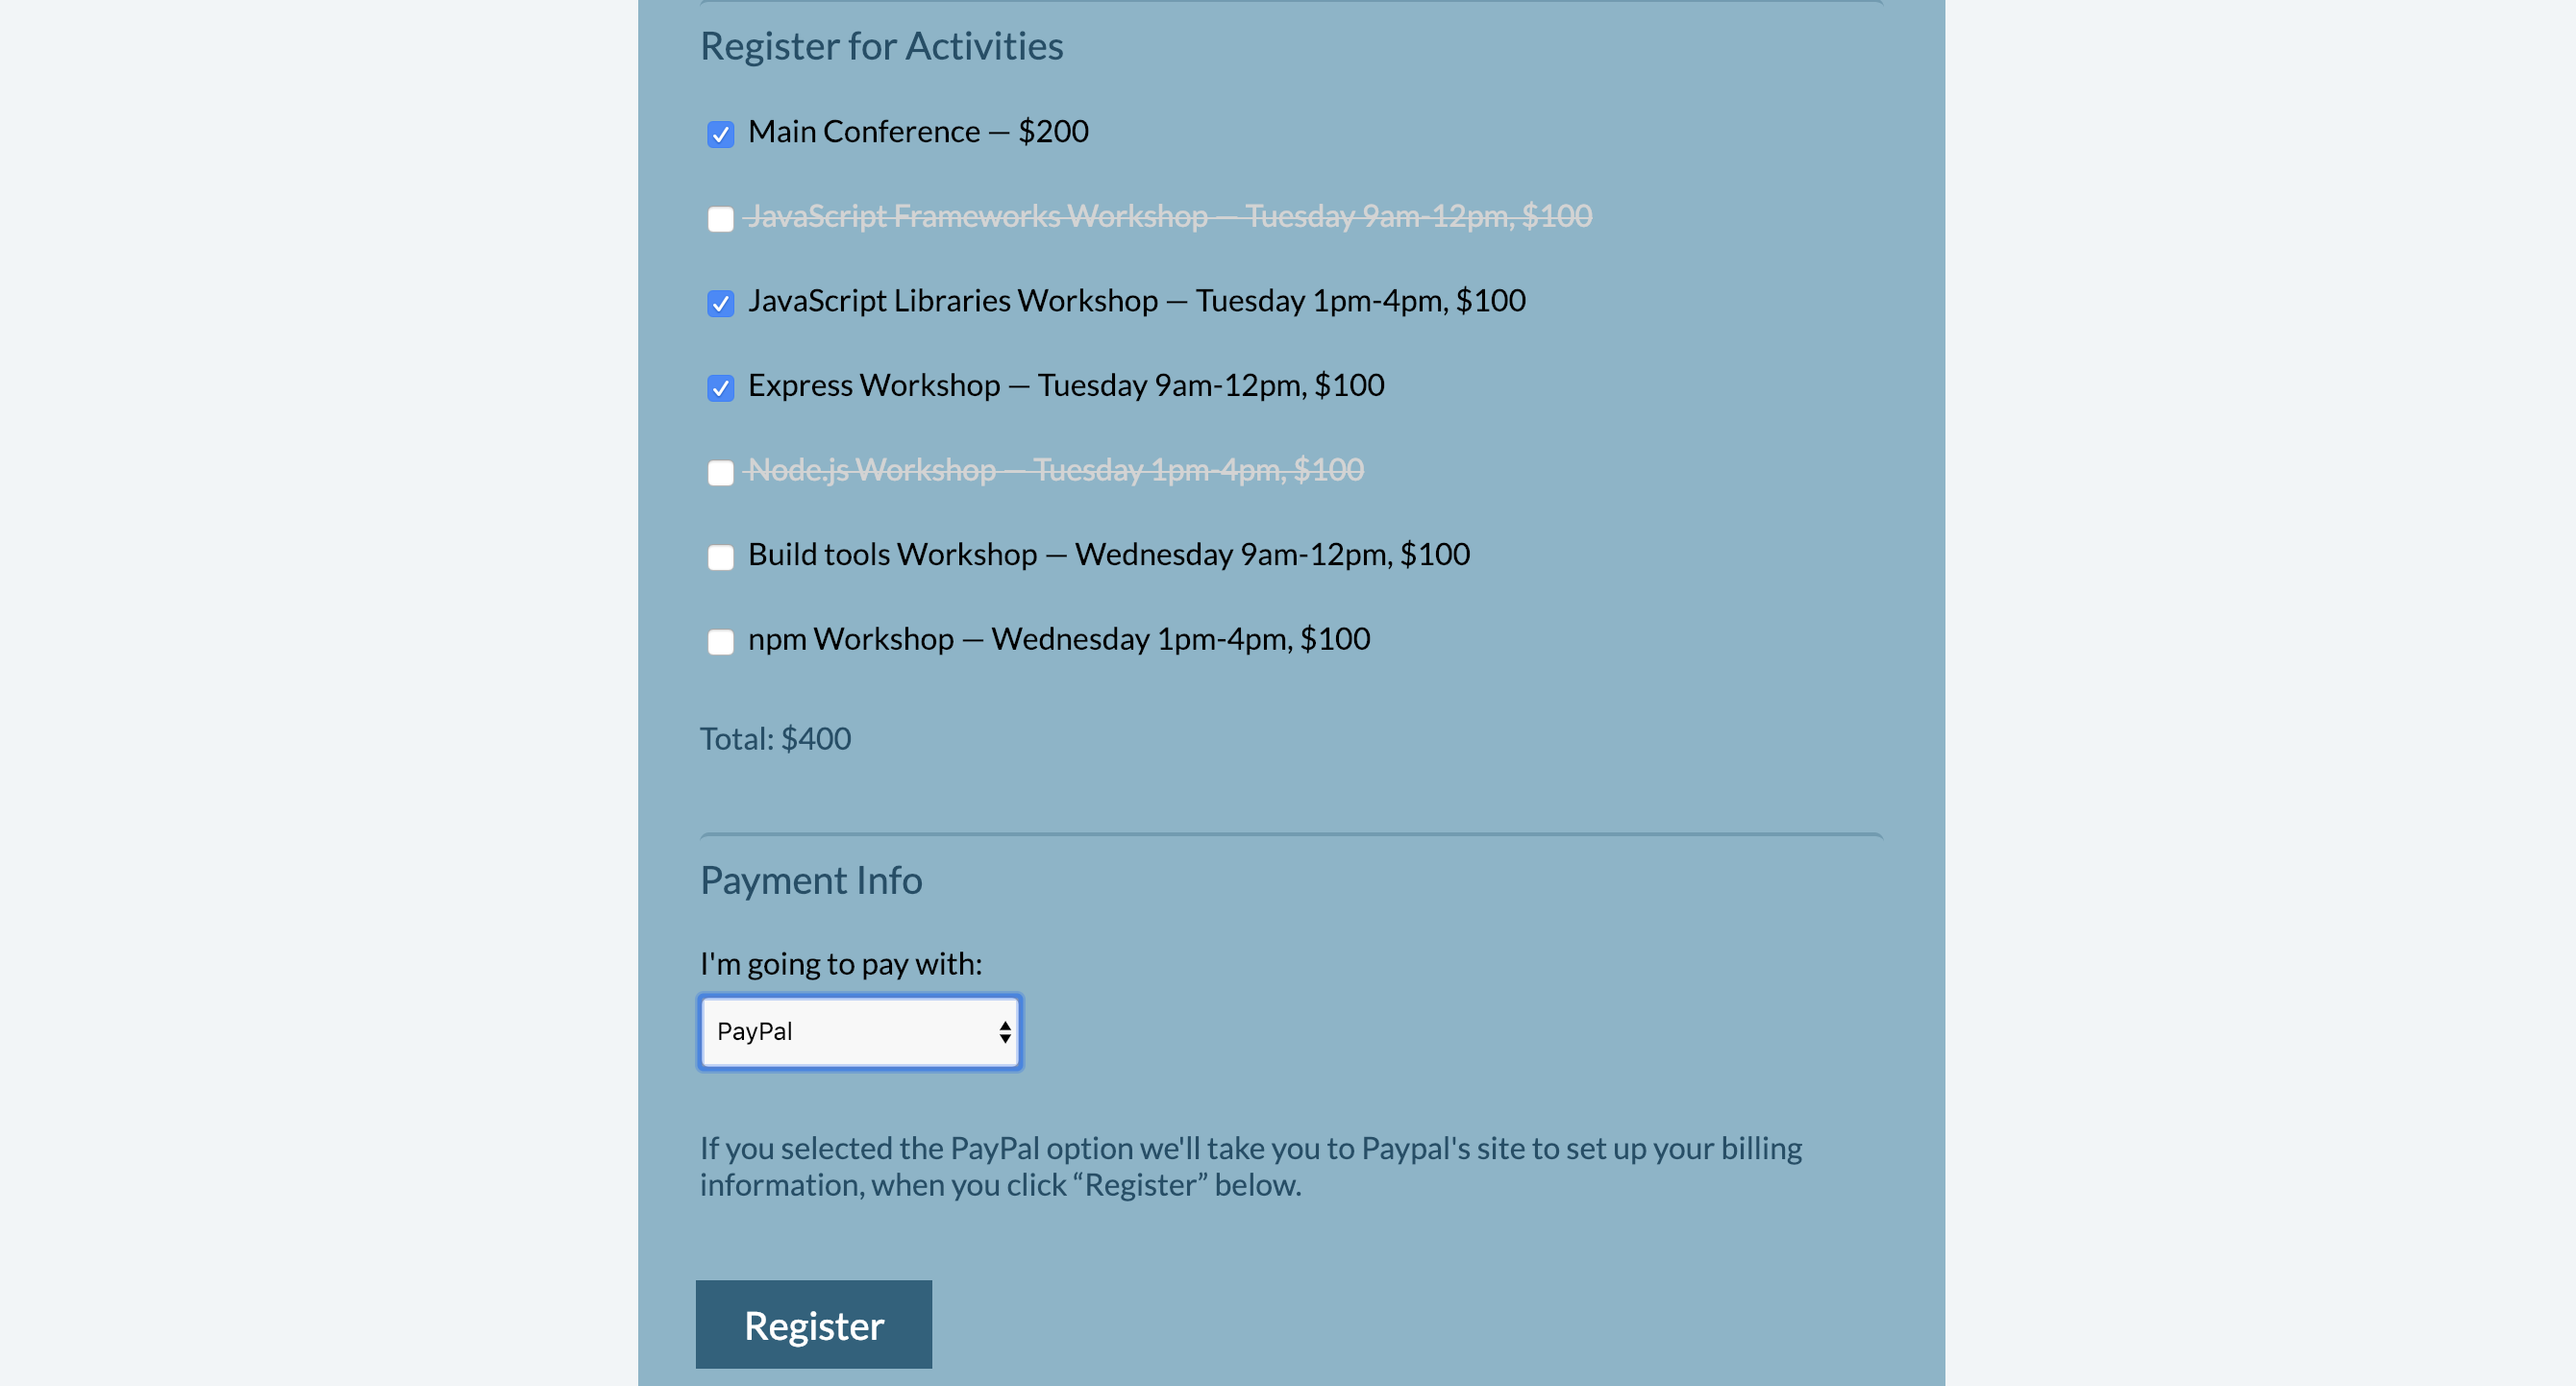 Register for Activities
Main Conference — $200
JavaScript Frameworks Workshop — Tuesday 9am-12pm, $100
JavaScript Libraries Workshop — Tuesday 1pm-4pm, $100
Express Workshop — Tuesday 9am-12pm, $100
Node.js Workshop — Tuesday 1pm-4pm, $100
Build tools Workshop — Wednesday 9am-12pm, $100
npm Workshop — Wednesday 1pm-4pm, $100
Total: $400
Payment Info
I'm going to pay with:
PayPal
If you selected the PayPal option we'll take you to Paypal's site to set up your billing
information, when you click “Register” below.
Register